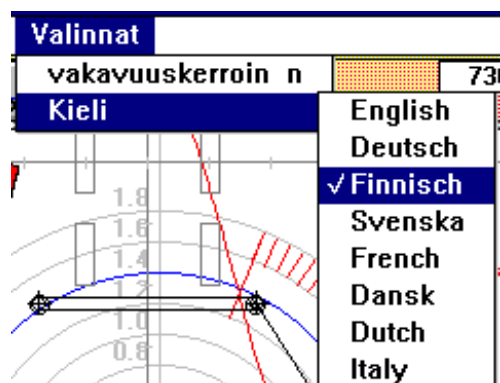 Valinnat
vakavuuskerroin n
730
Kieli
English
Deutsch
√ Finnisch
Svenska
French
Dansk
Dutch
Italy
1.8
1.6
1.4
1.2
1.0
0.8